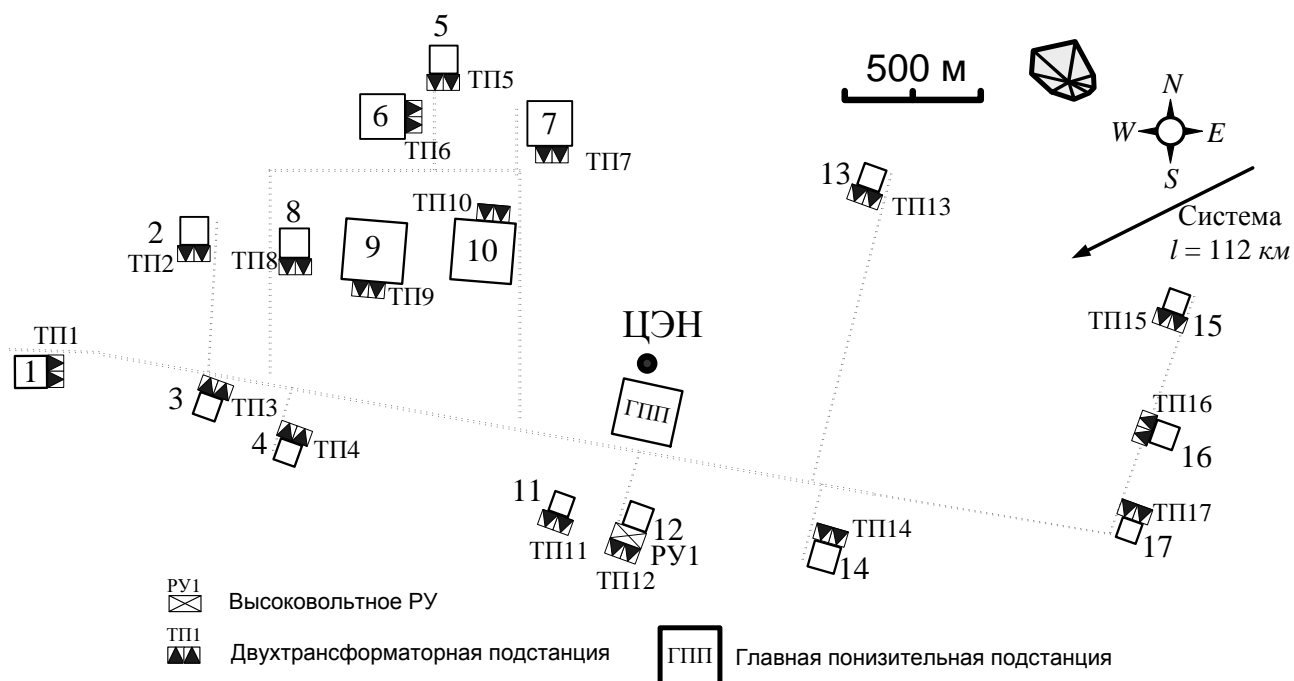 5
ТП5
500 м
6
ТП6
7
ТП7
N
W
E
S
13
ТП13
Система
l = 112 км
ТП10
2
ТП2
8
ТП8
9
10
ТП9
ТП15
15
ЦЭН
ТП1
1
3
ТП3
ГПП
ТП16
16
4
ТП4
11
ТП11
12
РУ1
ТП12
ТП14
14
ТП17
17
РУ1
Высоковольтное РУ
ТП1
Двухтрансформаторная подстанция
ГПП
Главная понизительная подстанция